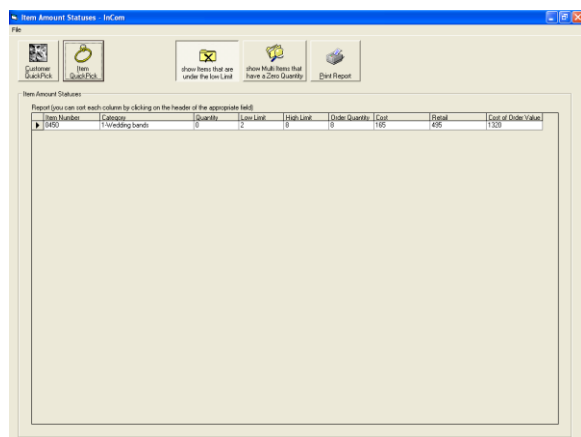 Item Amount Statuses - InCom
File
Customer QuickPick
Item QuickPick
show Items that are under the low Limit
show Multi Items that have a Zero Quantity
Print Report
Item Amount Statuses
Report (you can sort each column by clicking on the header of the appropriate field)
Item Number Category Quantity Low Limit High Limit Order Quantity Cost Retail Cost of Order Value
0450 1-Wedding bands 0 2 8 8 165 495 1320